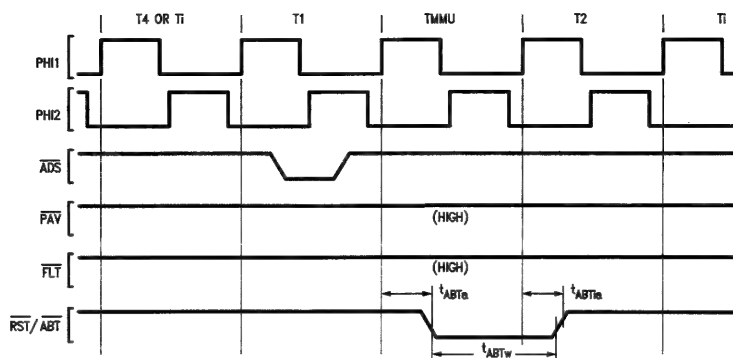 T4 OR Ti T1 TMMU T2 Ti
PHI1
PHI2
ADS
PAV (HIGH)
FLT (HIGH)
tABTa tABTia
RST/ABT
tABTw